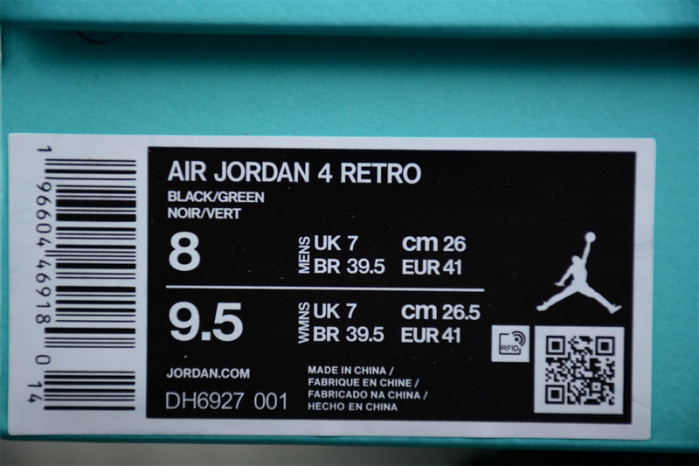 AIR JORDAN 4 RETRO
BLACK/GREEN
NOIR/VERT
8
MENS
UK 7
cm 26
BR 39.5
EUR 41
9.5
WMNS
UK 7
cm 26.5
BR 39.5
EUR 41
RFID
JORDAN.COM
DH6927 001
MADE IN CHINA /
FABRIQUE EN CHINE /
FABRICADO NA CHINA /
HECHO EN CHINA
1 96604 46918 0 14